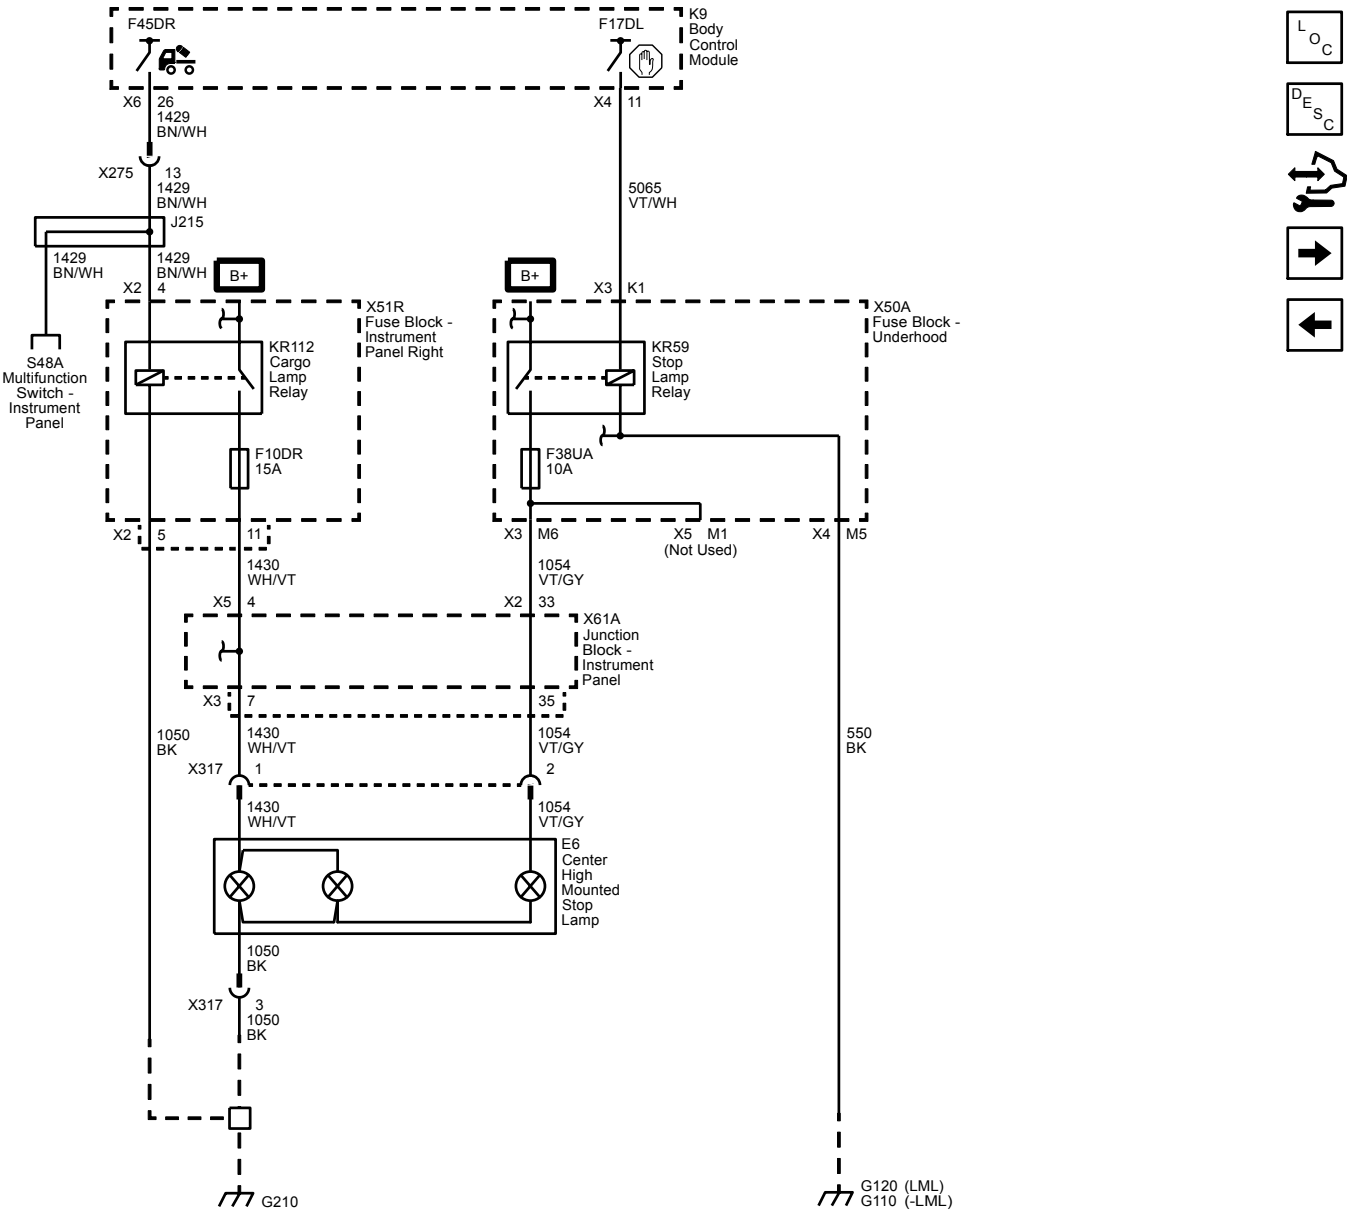 F45DR
F17DL
K9
Body
Control
Module
L
O
C
D
E
S
C
X6 26
1429
BN/WH
X4 11
X275 13
1429
BN/WH
5065
VT/WH
J215
1429
BN/WH
1429
BN/WH
B+
B+
X2 4
X3 K1
X51R
Fuse Block -
Instrument
Panel Right
X50A
Fuse Block -
Underhood
S48A
Multifunction
Switch -
Instrument
Panel
KR112
Cargo
Lamp
Relay
KR59
Stop
Lamp
Relay
F10DR
15A
F38UA
10A
X2 5
11
X3 M6
X5 M1
(Not Used)
X4 M5
1430
WH/VT
1054
VT/GY
X5 4
X2 33
X61A
Junction
Block -
Instrument
Panel
X3 7
35
1050
BK
1430
WH/VT
1054
VT/GY
550
BK
X317 1
2
1430
WH/VT
1054
VT/GY
E6
Center
High
Mounted
Stop
Lamp
1050
BK
X317 3
1050
BK
G210
G120 (LML)
G110 (-LML)